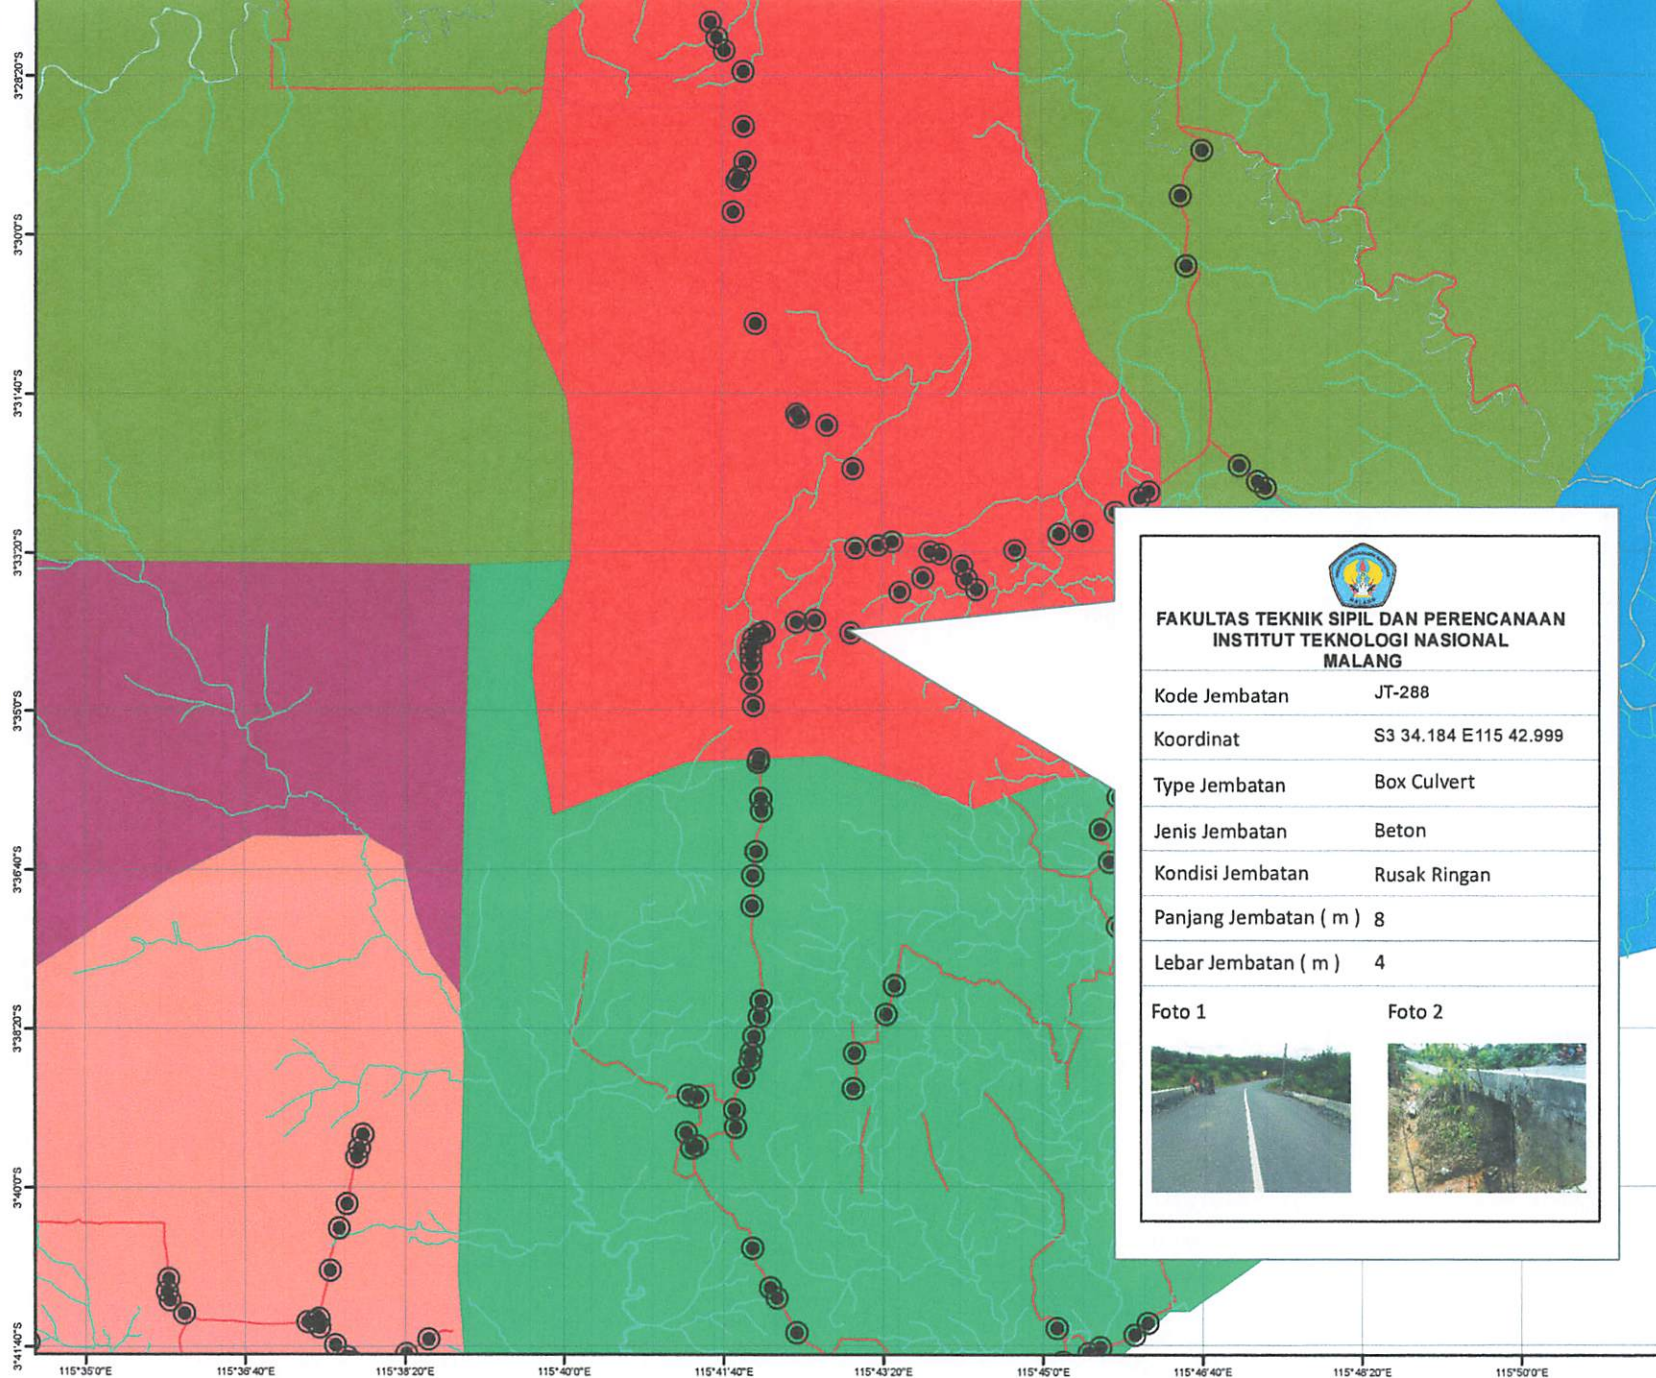 3°28'20"S
3°30'0"S
3°31'40"S
3°33'20"S
3°35'0"S
3°36'40"S
3°38'20"S
3°40'0"S
3°41'40"S
115°35'0"E
115°36'40"E
115°38'20"E
115°40'0"E
115°41'40"E
115°43'20"E
115°45'0"E
115°46'40"E
115°48'20"E
115°50'0"E
MALANG
FAKULTAS TEKNIK SIPIL DAN PERENCANAAN
INSTITUT TEKNOLOGI NASIONAL
MALANG
Kode Jembatan JT-288
Koordinat S3 34.184 E115 42.999
Type Jembatan Box Culvert
Jenis Jembatan Beton
Kondisi Jembatan Rusak Ringan
Panjang Jembatan ( m ) 8
Lebar Jembatan ( m ) 4
Foto 1 Foto 2